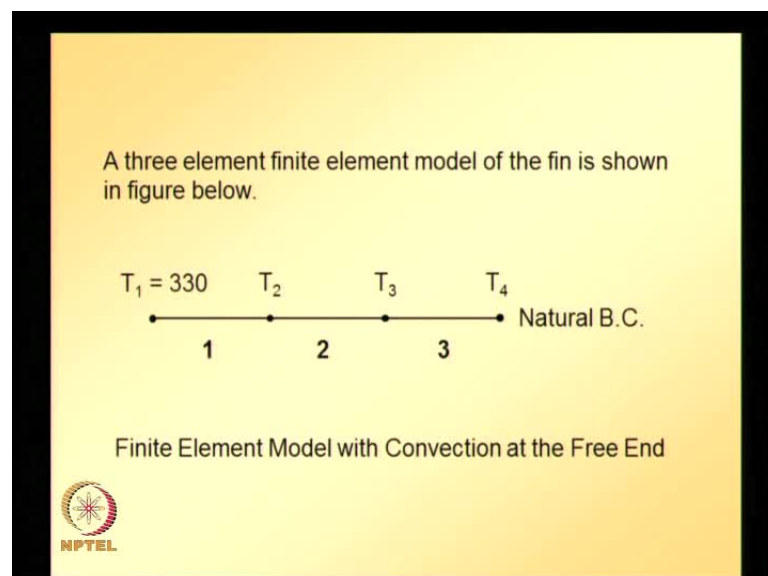 A three element finite element model of the fin is shown
in figure below.
T₁ = 330 T₂ T₃ T₄
Natural B.C.
1 2 3
Finite Element Model with Convection at the Free End
NPTEL